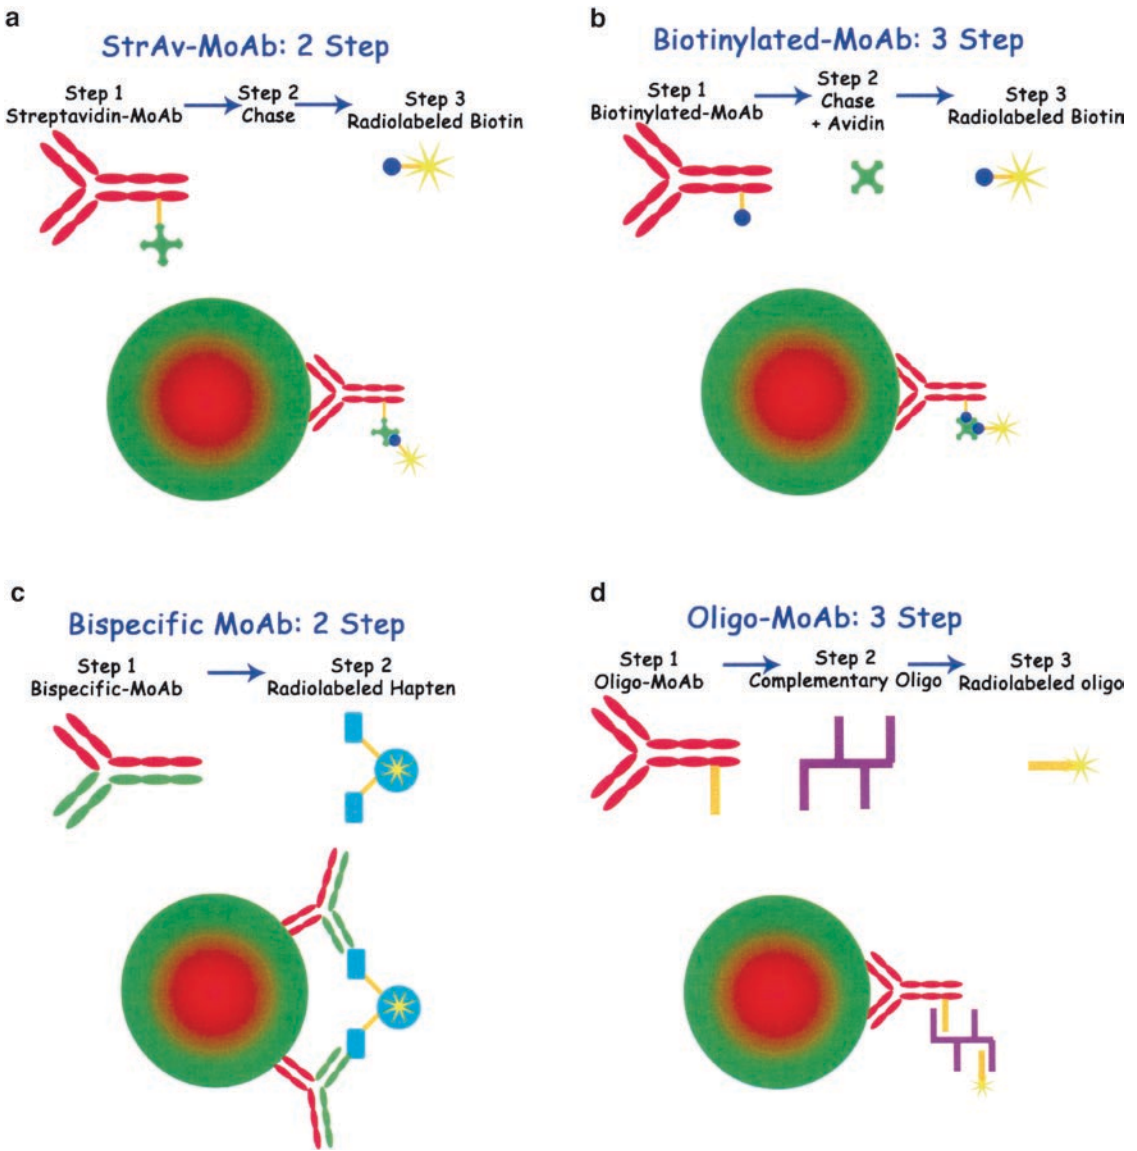 a
StrAv-MoAb: 2 Step
Step 1
Streptavidin-MoAb
Step 2
Chase
Step 3
Radiolabeled Biotin
b
Biotinylated-MoAb: 3 Step
Step 1
Biotinylated-MoAb
Step 2
Chase
+ Avidin
Step 3
Radiolabeled Biotin
c
Bispecific MoAb: 2 Step
Step 1
Bispecific-MoAb
Step 2
Radiolabeled Hapten
d
Oligo-MoAb: 3 Step
Step 1
Oligo-MoAb
Step 2
Complementary Oligo
Step 3
Radiolabeled oligo